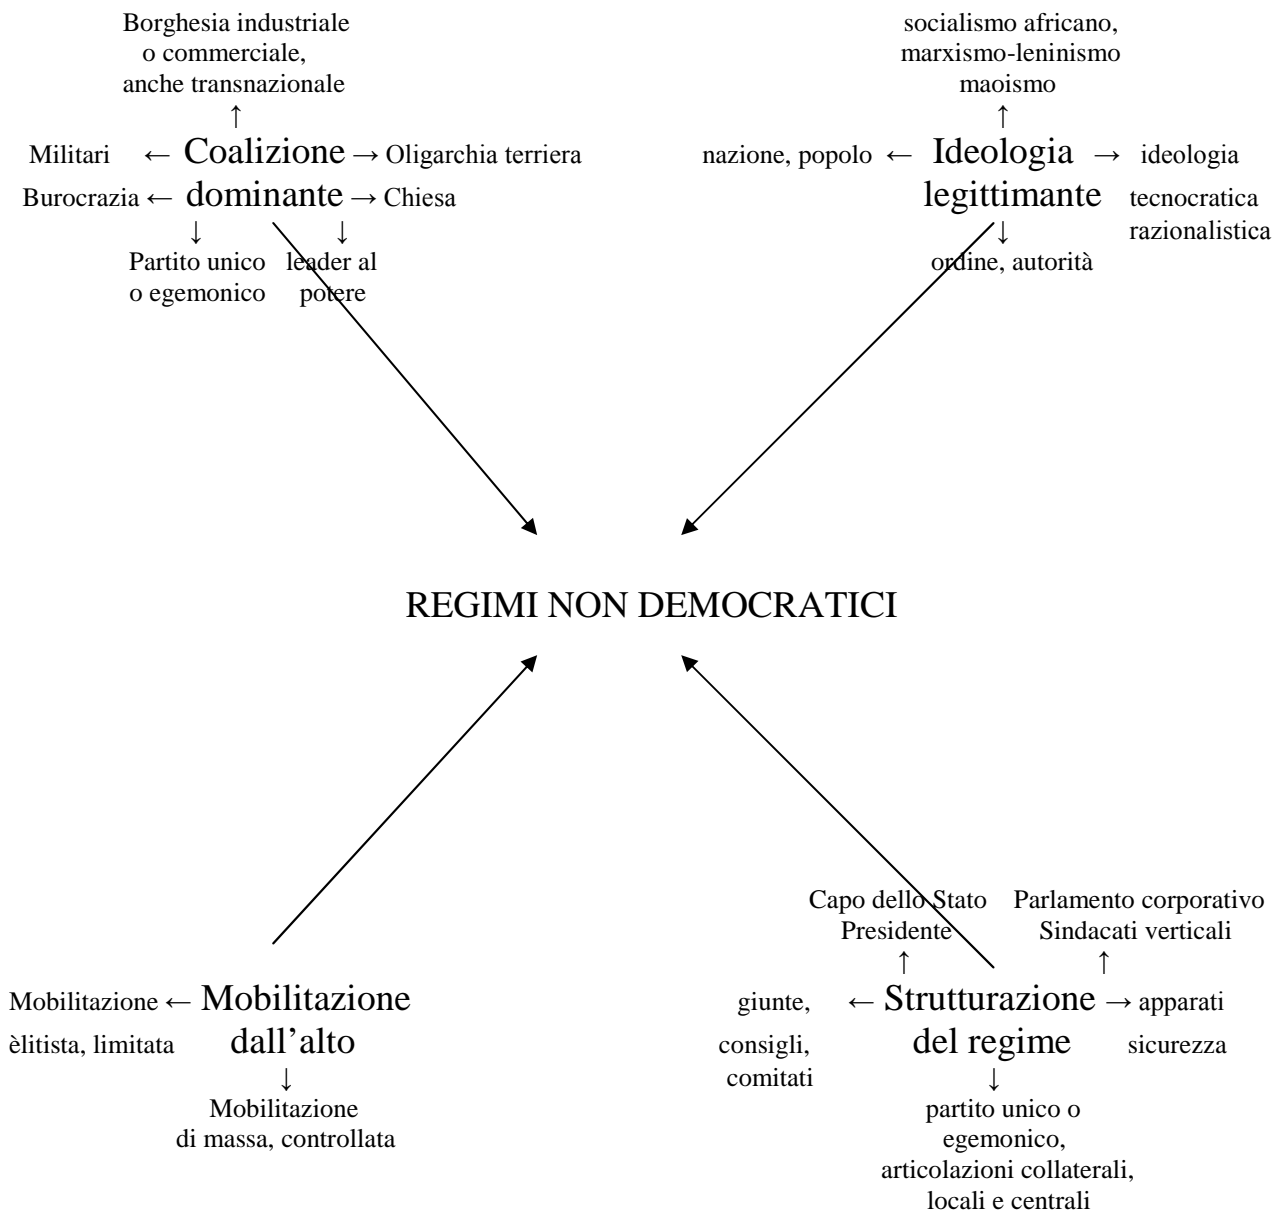 Borghesia industriale
o commerciale,
anche transnazionale
↑
Militari ← Coalizione → Oligarchia terriera
Burocrazia ← dominante → Chiesa
↓ ↓
Partito unico leader al
o egemonico potere
socialismo africano,
marxismo-leninismo
maoismo
↑
nazione, popolo ← Ideologia → ideologia
legittimante tecnocratica
↓ razionalistica
ordine, autorità
REGIMI NON DEMOCRATICI
Mobilitazione ← Mobilitazione
èlitista, limitata dall'alto
↓
Mobilitazione
di massa, controllata
Capo dello Stato Parlamento corporativo
Presidente Sindacati verticali
↑ ↑
giunte, ← Strutturazione → apparati
consigli, del regime sicurezza
comitati ↓
partito unico o
egemonico,
articolazioni collaterali,
locali e centrali